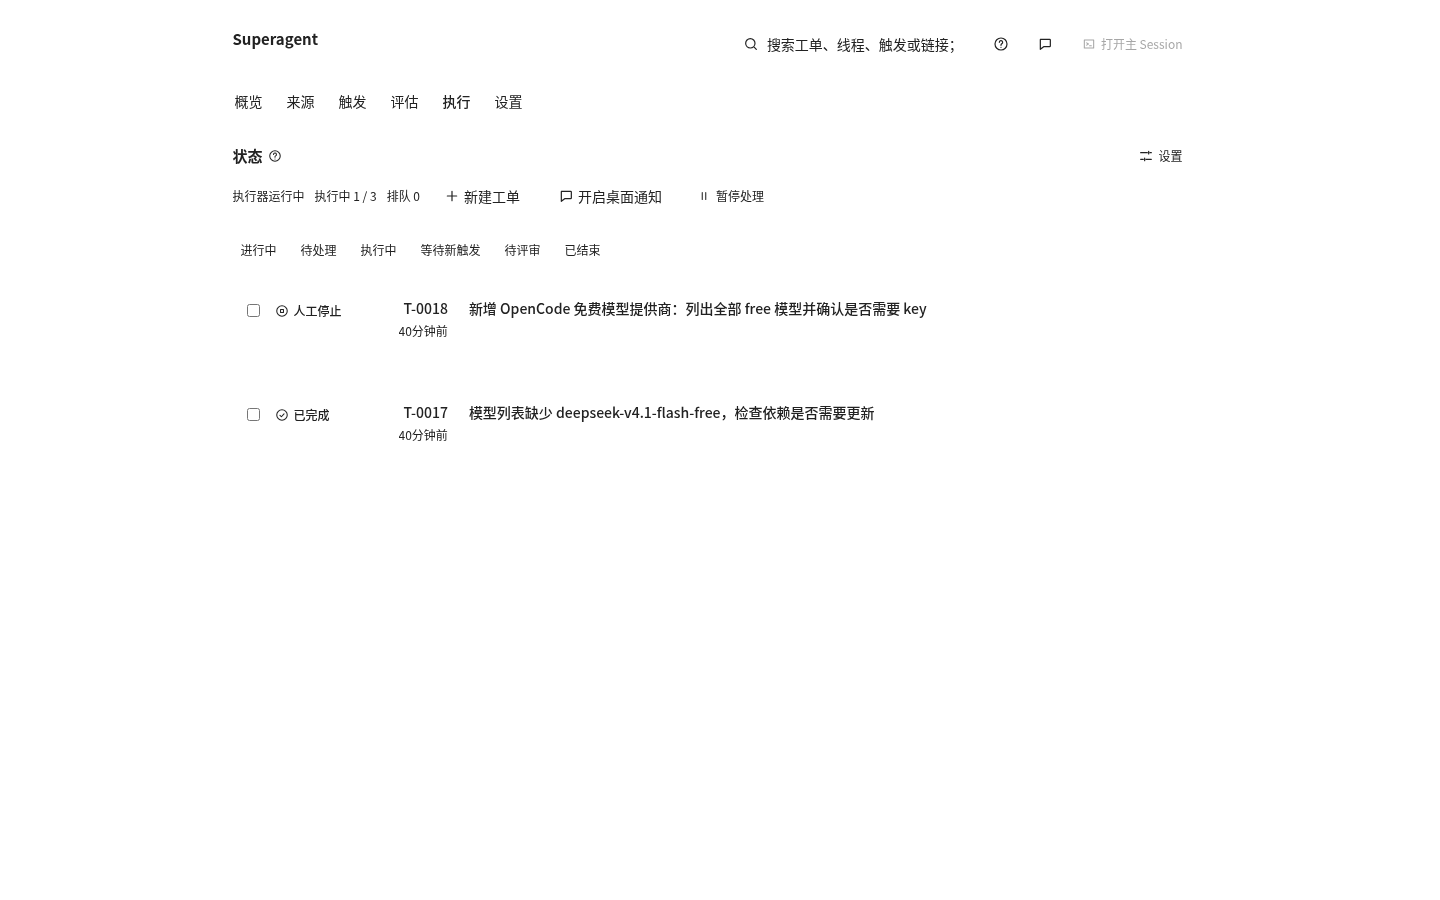 Superagent
搜索工单、线程、触发或链接；
打开主 Session
概览 来源 触发 评估 执行 设置
状态
设置
执行器运行中 执行中 1 / 3 排队 0 新建工单 开启桌面通知 暂停处理
进行中 待处理 执行中 等待新触发 待评审 已结束
人工停止 T-0018 新增 OpenCode 免费模型提供商：列出全部 free 模型并确认是否需要 key
40分钟前
已完成 T-0017 模型列表缺少 deepseek-v4.1-flash-free，检查依赖是否需要更新
40分钟前